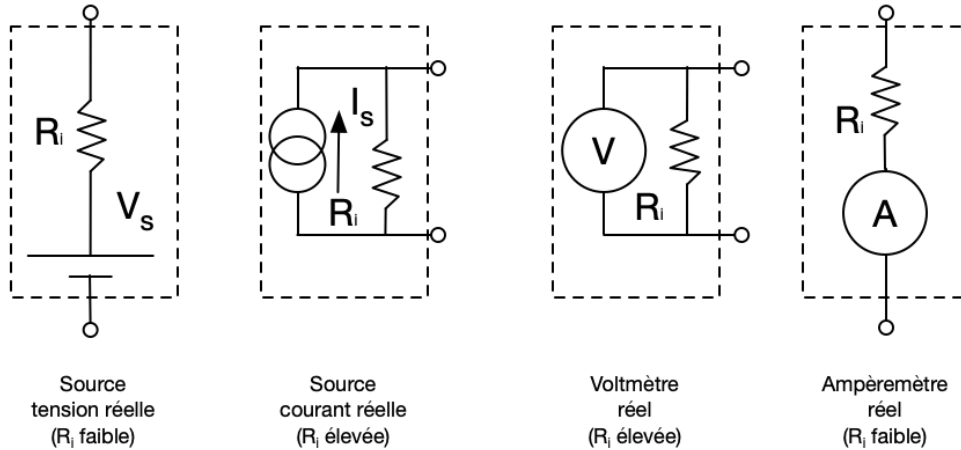 Ri
Vs
Source
tension réelle
(Ri faible)
Is
Ri
Source
courant réelle
(Ri élevée)
V
Ri
Voltmètre
réel
(Ri élevée)
Ri
A
Ampèremètre
réel
(Ri faible)